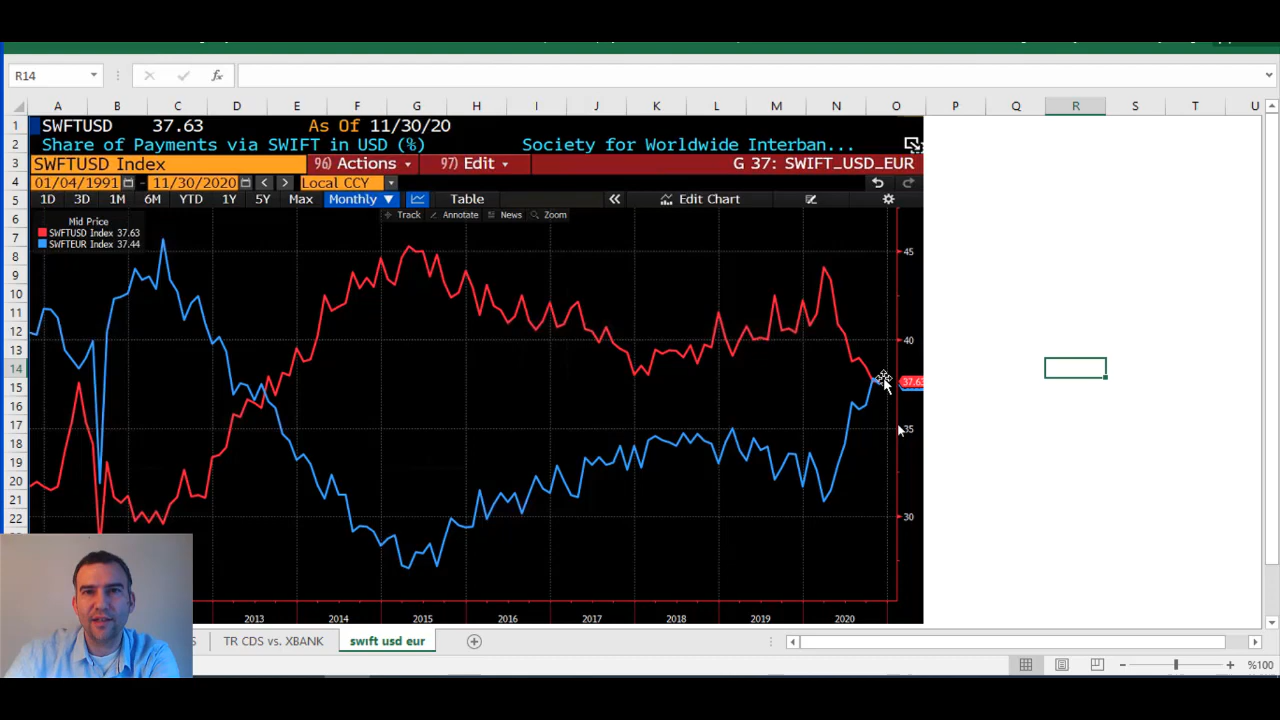 R14
fx
A B C D E F G H I J K L M N O P Q R S T U
1 SWFTUSD 37.63 As Of 11/30/20
2 Share of Payments via SWIFT in USD (%) Society for Worldwide Interban...
3 SWFTUSD Index 96) Actions 97) Edit G 37: SWIFT_USD_EUR
4 01/04/1991 - 11/30/2020 Local CCY
5 1D 3D 1M 6M YTD 1Y 5Y Max Monthly Table Edit Chart
6 Track Annotate News Zoom
Mid Price
7 SWFTUSD Index 37.63
SWFTEUR Index 37.44
8 45
9
10
11
12 40
13
14
15 37.63
16
17 35
18
19
20
21
22 30
2013 2014 2015 2016 2017 2018 2019 2020
S TR CDS vs. XBANK swift usd eur
%100